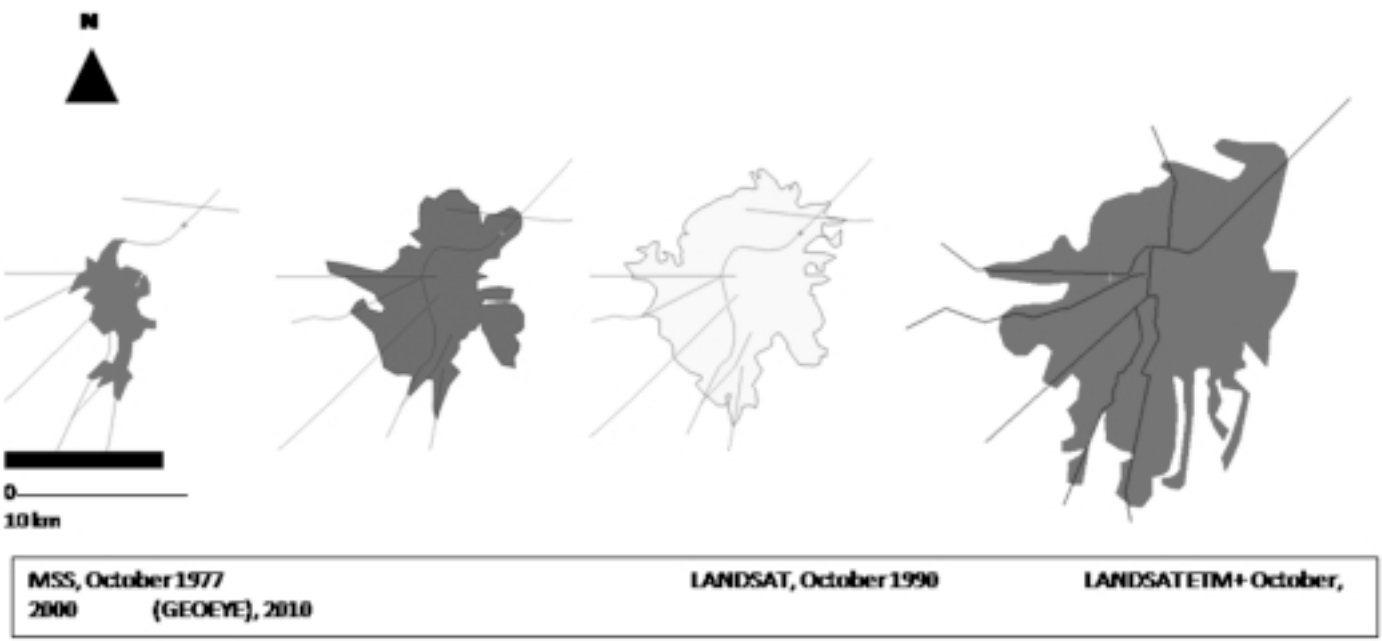 N
0
10 km
MSS, October 1977 LANDSAT, October 1990 LANDSATETM+ October,
2000 (GEOEYE), 2010